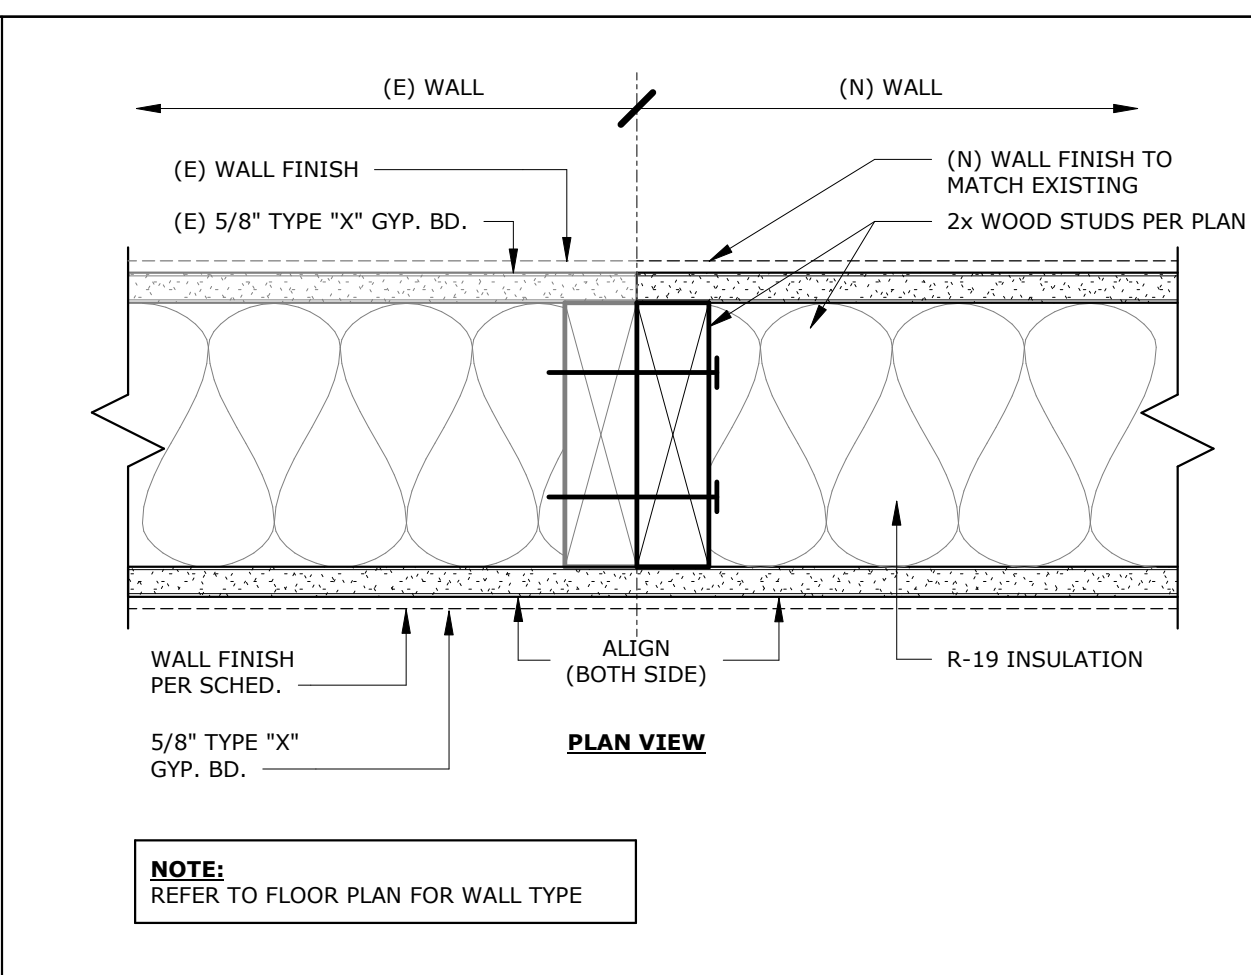 (E) WALL
(N) WALL
(E) WALL FINISH
(N) WALL FINISH TO
MATCH EXISTING
(E) 5/8" TYPE "X" GYP. BD.
2x WOOD STUDS PER PLAN
WALL FINISH
PER SCHED.
ALIGN
(BOTH SIDE)
R-19 INSULATION
5/8" TYPE "X"
GYP. BD.
PLAN VIEW
NOTE:
REFER TO FLOOR PLAN FOR WALL TYPE